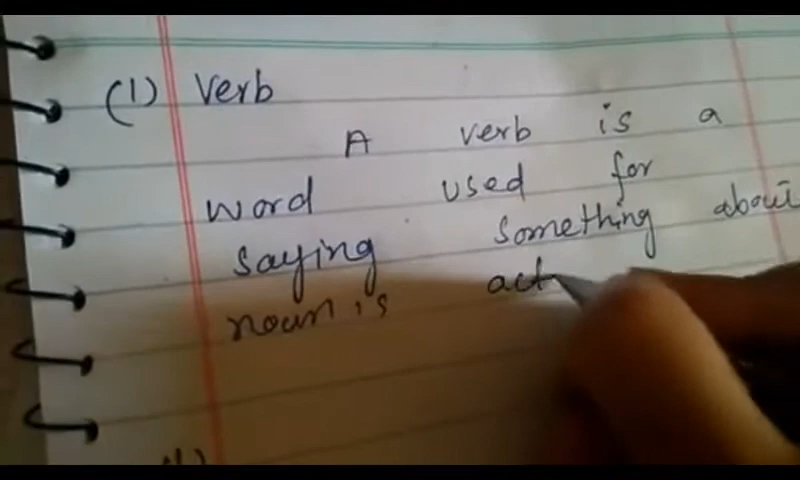 (1) Verb
A verb is a
word used for
saying something about
noun is act